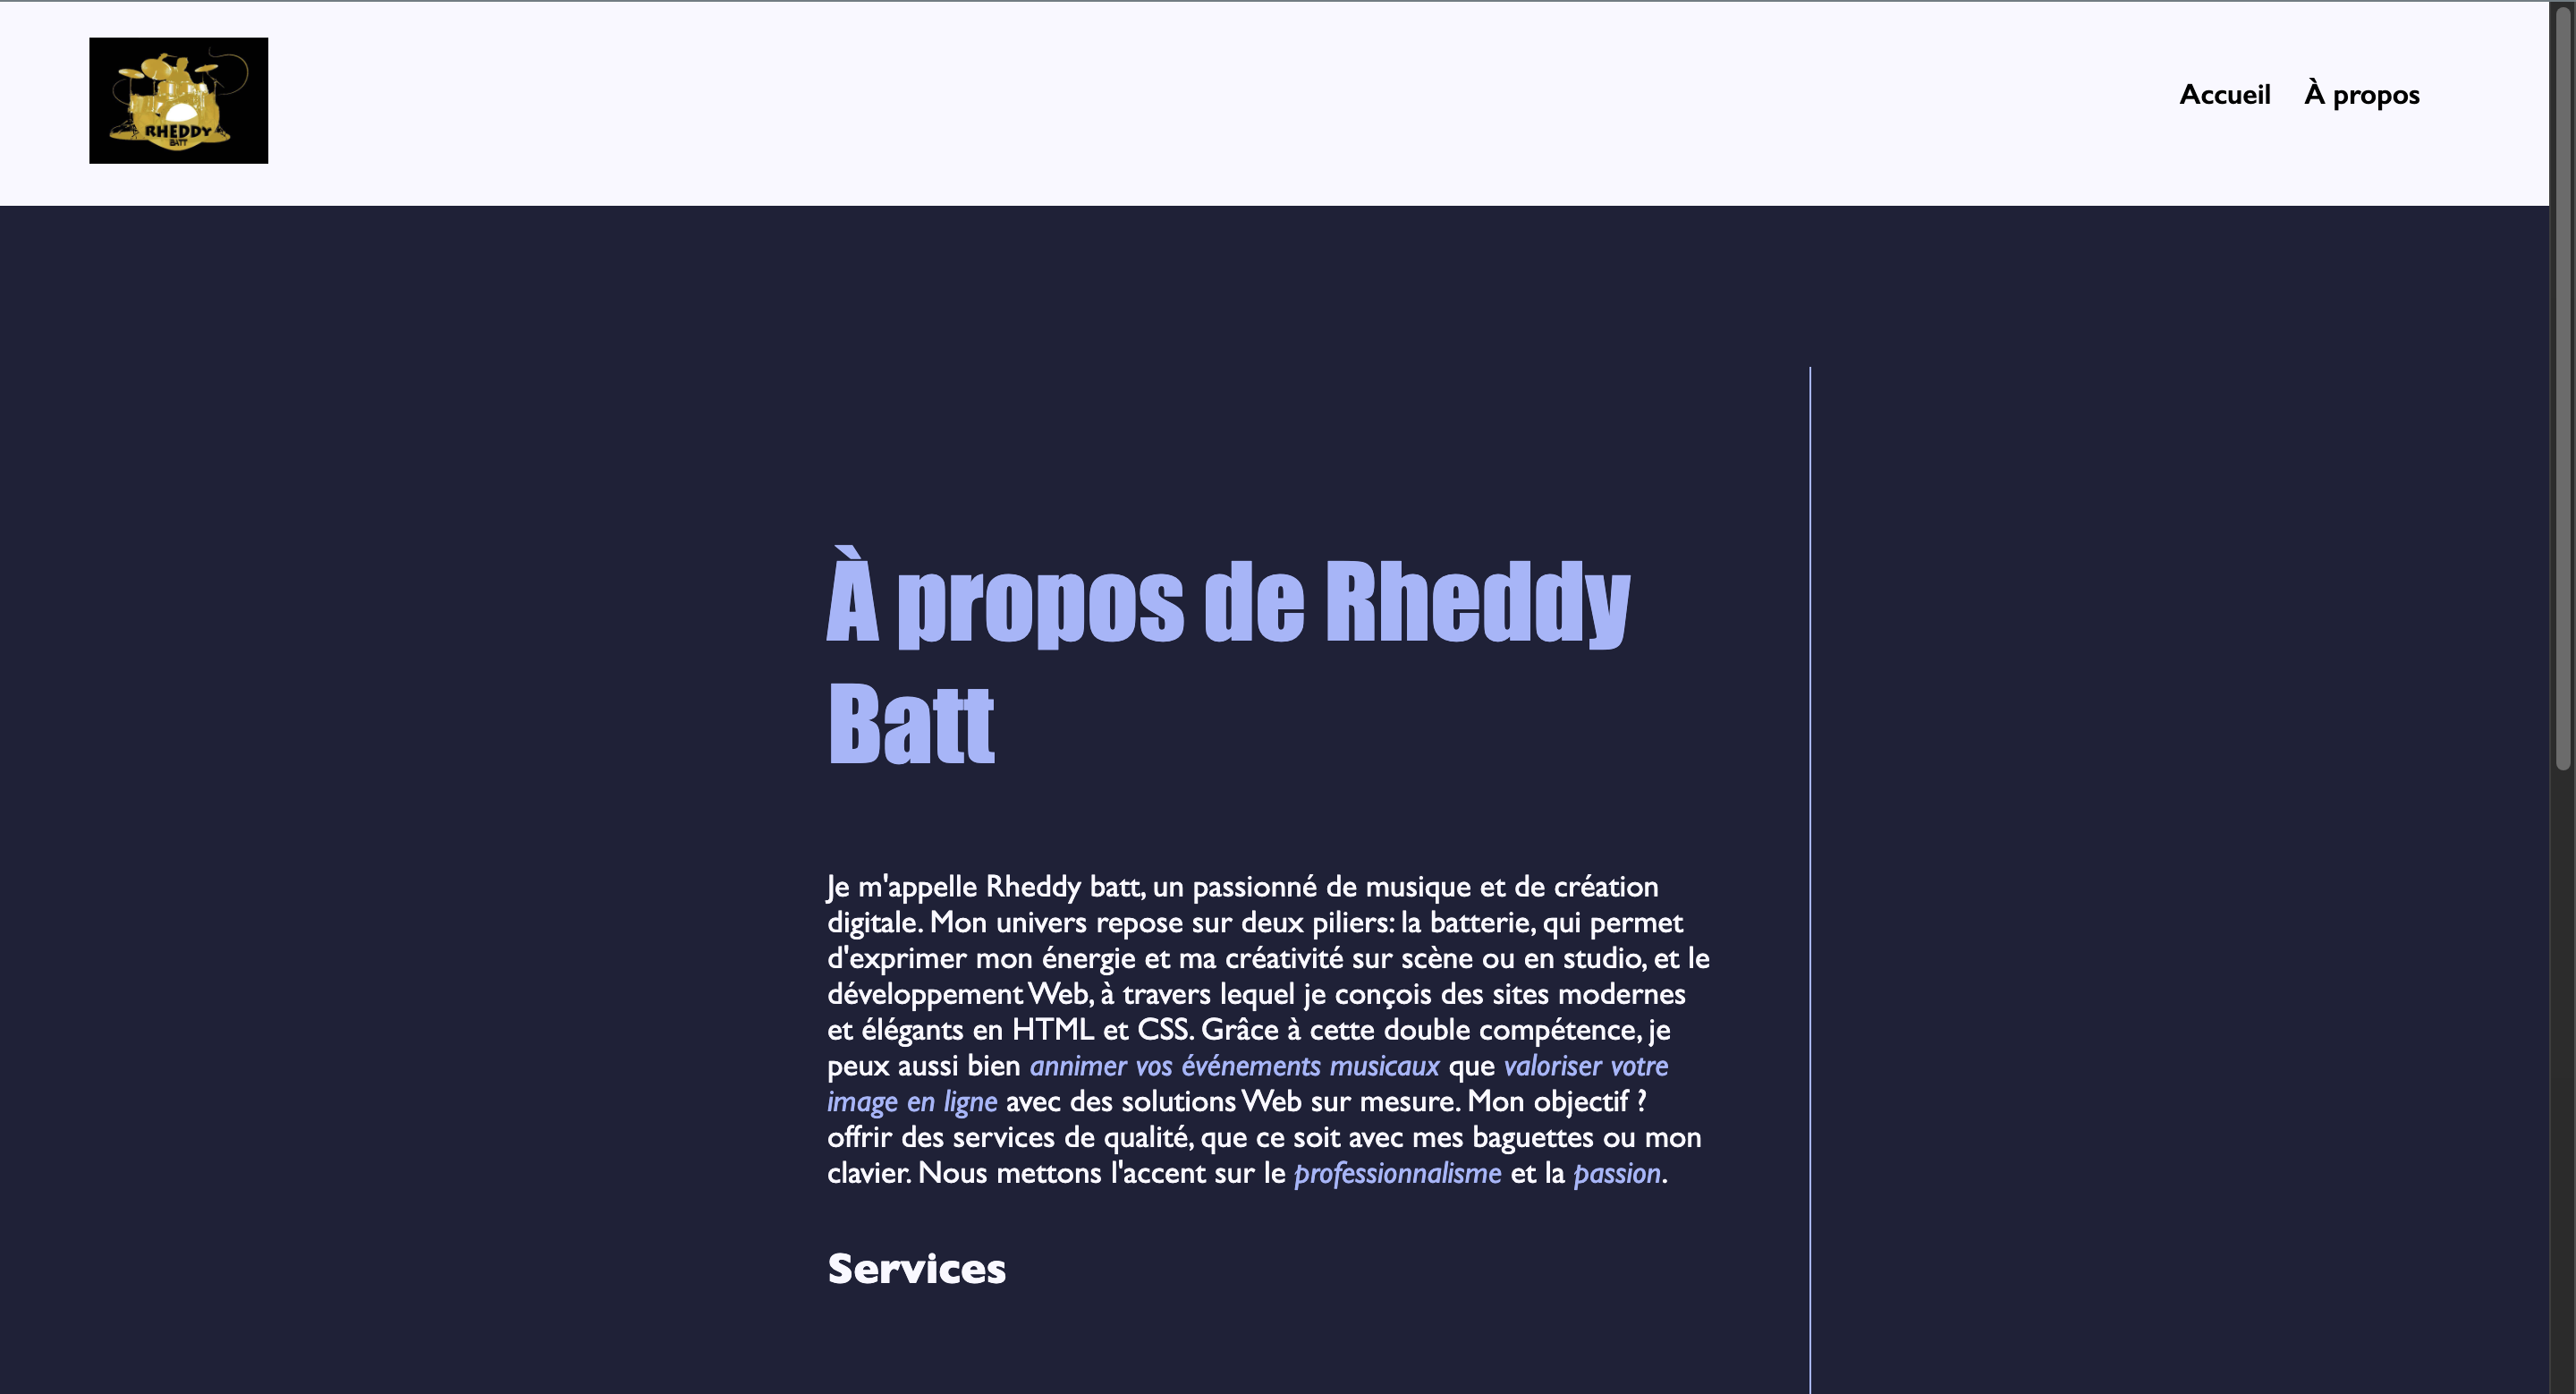 RHEDDY
BATT
Accueil À propos
À propos de Rheddy
Batt
Je m'appelle Rheddy batt, un passionné de musique et de création
digitale. Mon univers repose sur deux piliers: la batterie, qui permet
d'exprimer mon énergie et ma créativité sur scène ou en studio, et le
développement Web, à travers lequel je conçois des sites modernes
et élégants en HTML et CSS. Grâce à cette double compétence, je
peux aussi bien annimer vos événements musicaux que valoriser votre
image en ligne avec des solutions Web sur mesure. Mon objectif ?
offrir des services de qualité, que ce soit avec mes baguettes ou mon
clavier. Nous mettons l'accent sur le professionnalisme et la passion.
Services